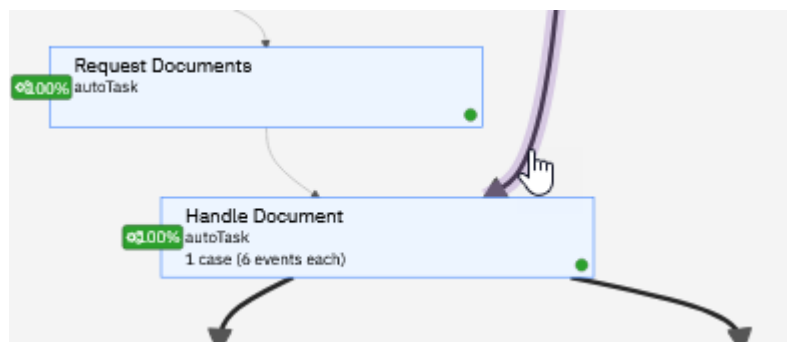 Request Documents
100% autoTask
Handle Document
100% autoTask
1 case (6 events each)